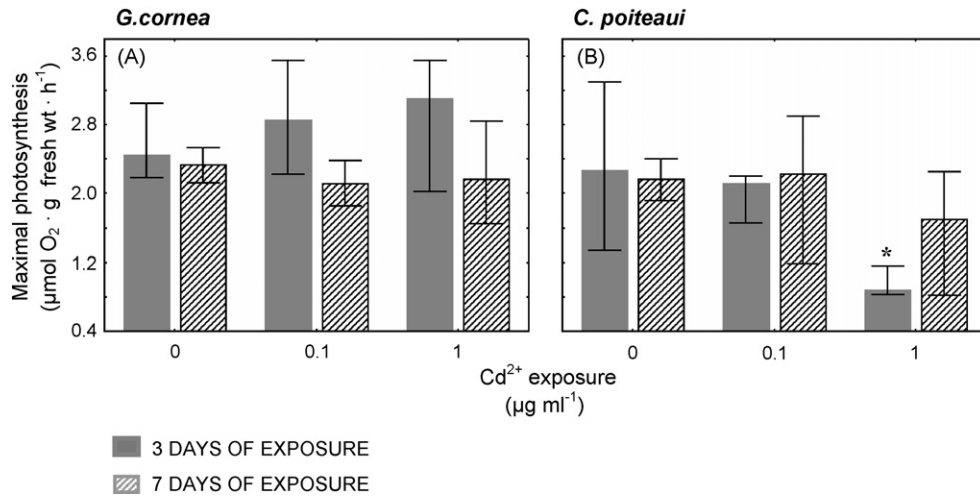 G.cornea
C. poiteaui
(A)
(B)
Maximal photosynthesis
(µmol O₂ · g fresh wt · h⁻¹)
3.6
2.8
2.0
1.2
0.4
*
0 0.1 1
0 0.1 1
Cd²⁺ exposure
(µg ml⁻¹)
3 DAYS OF EXPOSURE
7 DAYS OF EXPOSURE